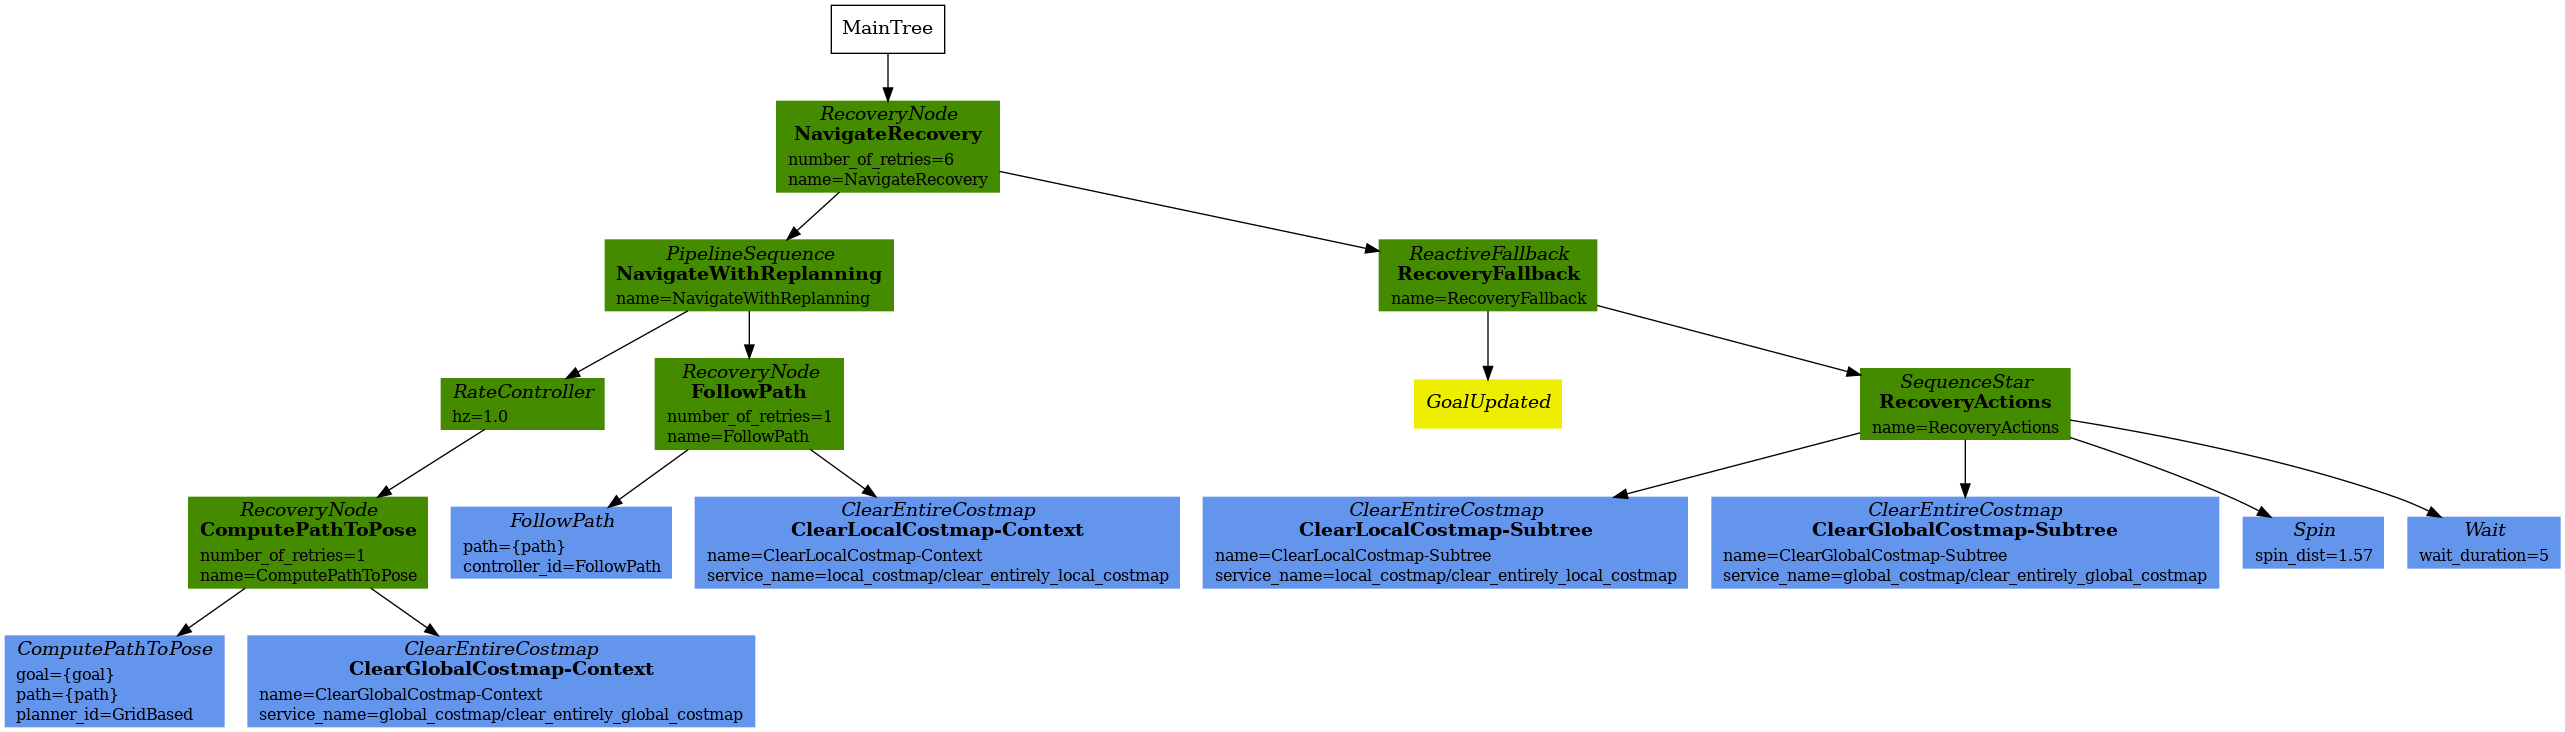 MainTree
RecoveryNode
NavigateRecovery
number_of_retries=6
name=NavigateRecovery
PipelineSequence
NavigateWithReplanning
name=NavigateWithReplanning
ReactiveFallback
RecoveryFallback
name=RecoveryFallback
RateController
hz=1.0
RecoveryNode
FollowPath
number_of_retries=1
name=FollowPath
GoalUpdated
SequenceStar
RecoveryActions
name=RecoveryActions
RecoveryNode
ComputePathToPose
number_of_retries=1
name=ComputePathToPose
FollowPath
path={path}
controller_id=FollowPath
ClearEntireCostmap
ClearLocalCostmap-Context
name=ClearLocalCostmap-Context
service_name=local_costmap/clear_entirely_local_costmap
ClearEntireCostmap
ClearLocalCostmap-Subtree
name=ClearLocalCostmap-Subtree
service_name=local_costmap/clear_entirely_local_costmap
ClearEntireCostmap
ClearGlobalCostmap-Subtree
name=ClearGlobalCostmap-Subtree
service_name=global_costmap/clear_entirely_global_costmap
Spin
spin_dist=1.57
Wait
wait_duration=5
ComputePathToPose
goal={goal}
path={path}
planner_id=GridBased
ClearEntireCostmap
ClearGlobalCostmap-Context
name=ClearGlobalCostmap-Context
service_name=global_costmap/clear_entirely_global_costmap